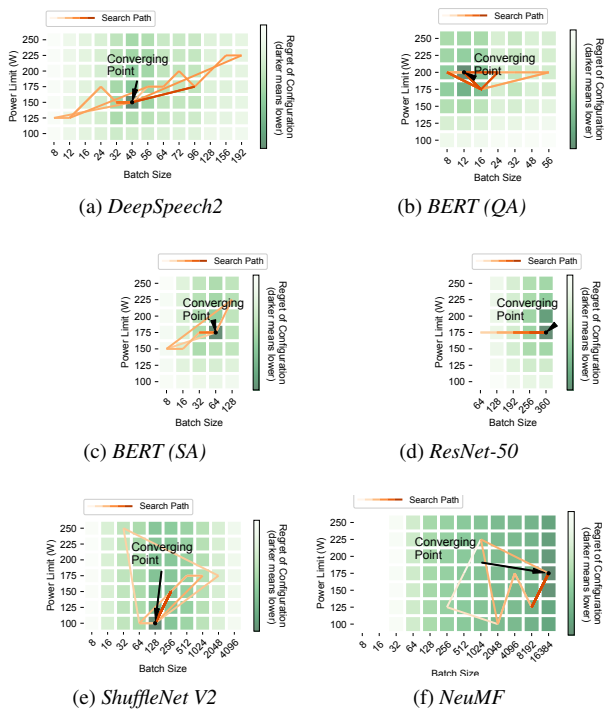 Search Path
Search Path
250
225
200
175
150
125
100
Power Limit (W)
Converging
Point
8 12 16 24 32 48 56 64 72 96 128 156 192
Batch Size
Regret of Configuration
(darker means lower)
250
225
200
175
150
125
100
Power Limit (W)
Converging
Point
8 12 16 24 32 48 56
Batch Size
Regret of Configuration
(darker means lower)
(a) DeepSpeech2
(b) BERT (QA)
Search Path
Search Path
250
225
200
175
150
125
100
Power Limit (W)
Converging
Point
8 16 32 64 128
Batch Size
Regret of Configuration
(darker means lower)
250
225
200
175
150
125
100
Power Limit (W)
Converging
Point
64 128 192 256 360
Batch Size
Regret of Configuration
(darker means lower)
(c) BERT (SA)
(d) ResNet-50
Search Path
Search Path
250
225
200
175
150
125
100
Power Limit (W)
Converging
Point
8 16 32 64 128 256 512 1024 2048 4096
Batch Size
Regret of Configuration
(darker means lower)
250
225
200
175
150
125
100
Power Limit (W)
Converging
Point
8 16 32 64 128 256 512 1024 2048 4096 8192 16384
Batch Size
Regret of Configuration
(darker means lower)
(e) ShuffleNet V2
(f) NeuMF